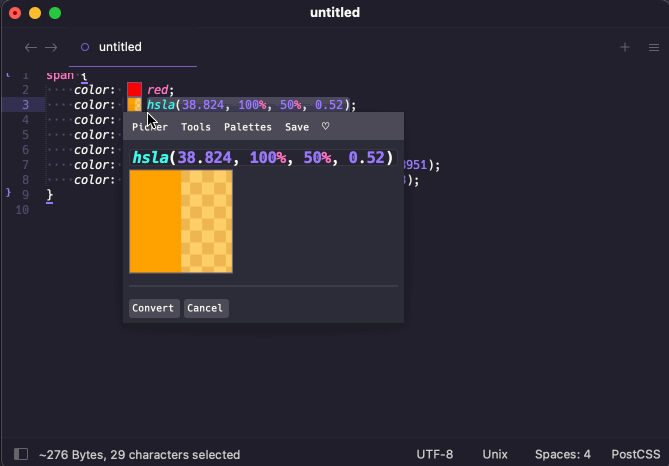 untitled
untitled
1 span {
2 color: red;
3 color: hsla(38.824, 100%, 50%, 0.52);
4 color:
5 color:
6 color:
7 color: 951);
8 color: );
9 }
10
Picker Tools Palettes Save ♡
hsla(38.824, 100%, 50%, 0.52)
Convert Cancel
~276 Bytes, 29 characters selected UTF-8 Unix Spaces: 4 PostCSS